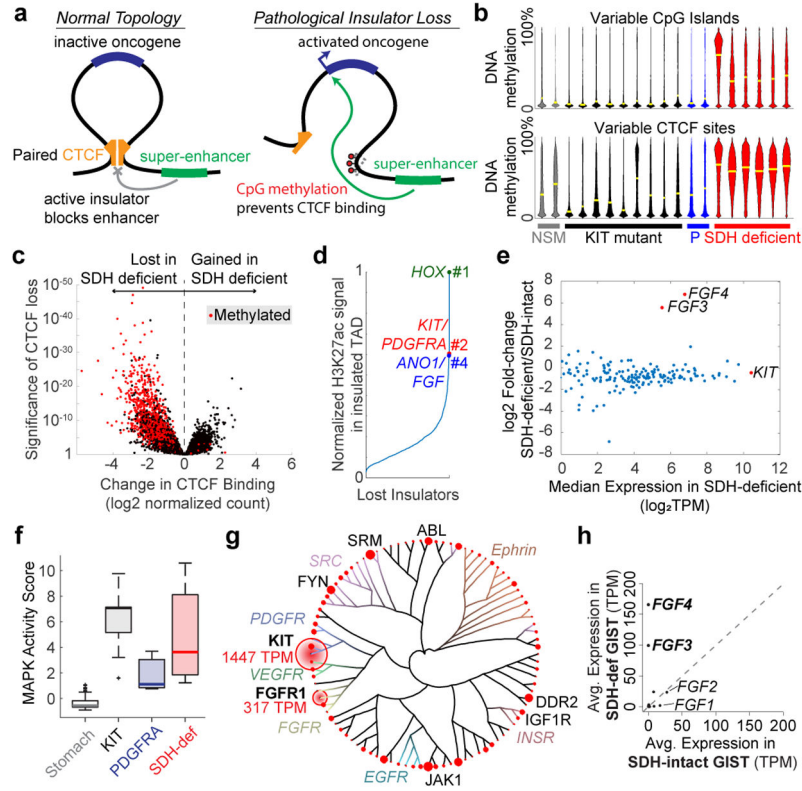 a
Normal Topology
inactive oncogene
Paired CTCF
super-enhancer
active insulator
blocks enhancer
Pathological Insulator Loss
activated oncogene
super-enhancer
CpG methylation
prevents CTCF binding
b
Variable CpG Islands
DNA
methylation
100%
0
Variable CTCF sites
DNA
methylation
100%
0
NSM KIT mutant P SDH deficient
c
Lost in
SDH deficient
Gained in
SDH deficient
Methylated
Significance of CTCF loss
10-50
10-40
10-30
10-20
10-10
1
-4 -2 0 2 4 6
Change in CTCF Binding
(log2 normalized count)
d
Normalized H3K27ac signal
in insulated TAD
1
0
HOX #1
KIT/
PDGFRA #2
ANO1/ #4
FGF
Lost Insulators
e
log2 Fold-change
SDH-deficient/SDH-intact
8
6
4
2
0
-2
-4
-6
-8
FGF4
FGF3
KIT
0 2 4 6 8 10 12
Median Expression in SDH-deficient
(log2TPM)
f
MAPK Activity Score
10
8
6
4
2
0
Stomach
KIT
PDGFRA
SDH-def
g
ABL
SRM
SRC
FYN
Ephrin
PDGFR
KIT
1447 TPM
VEGFR
FGFR1
317 TPM
FGFR
EGFR
JAK1
DDR2
IGF1R
INSR
h
Avg. Expression in
SDH-def GIST (TPM)
200
150
100
50
0
FGF4
FGF3
FGF2
FGF1
0 50 100 150 200
Avg. Expression in
SDH-intact GIST (TPM)